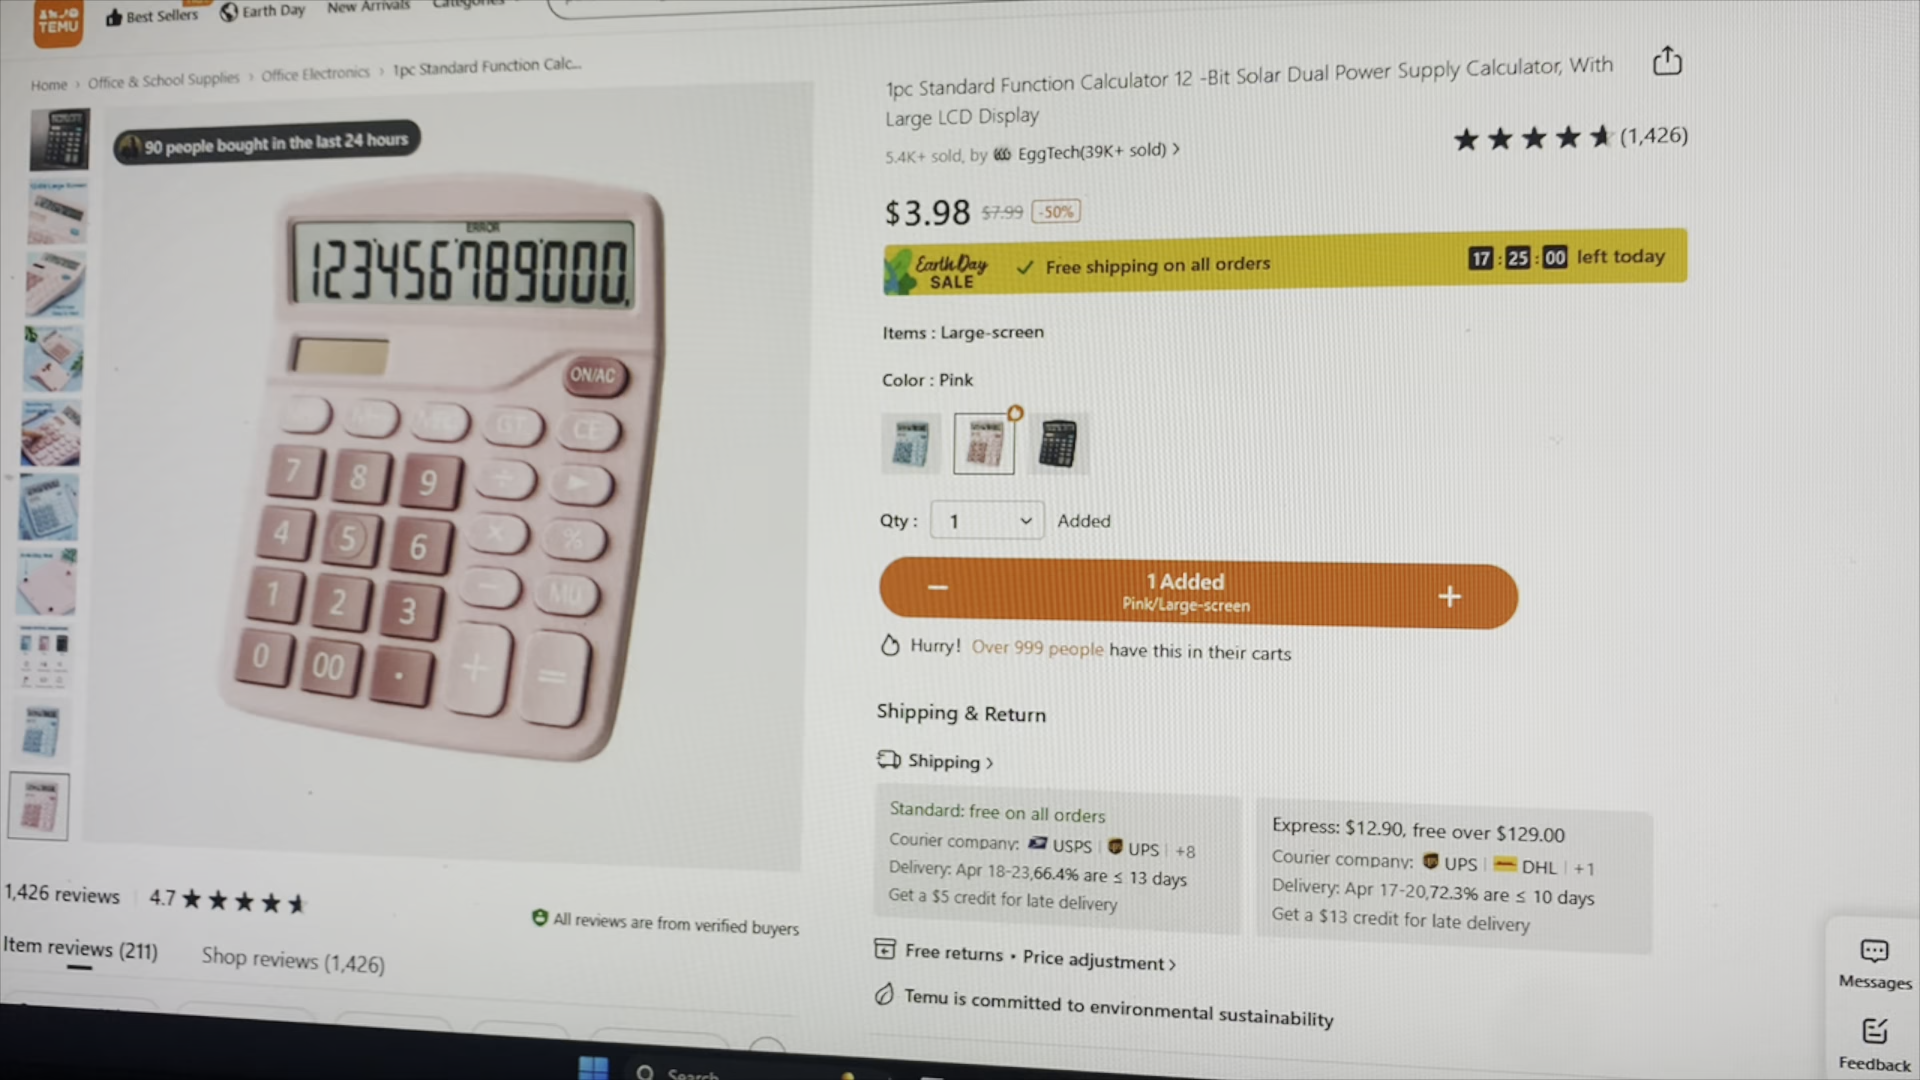 TEMU
Best Sellers
Earth Day
New Arrivals
Categories
Home › Office & School Supplies › Office Electronics › 1pc Standard Function Calc...
90 people bought in the last 24 hours
ERROR
123456789000.
ON/AC
GT CE
7 8 9 ÷ ▶
4 5 6 × %
1 2 3 − MU
0 00 . + =
1,426 reviews
4.7
All reviews are from verified buyers
Item reviews (211)
Shop reviews (1,426)
1pc Standard Function Calculator 12 -Bit Solar Dual Power Supply Calculator, With
Large LCD Display
5.4K+ sold, by EggTech(39K+ sold) >
(1,426)
$3.98 $7.99 -50%
Earth Day
SALE
✓ Free shipping on all orders
17 : 25 : 00 left today
Items : Large-screen
Color : Pink
Qty : 1 Added
− 1 Added +
Pink/Large-screen
Hurry! Over 999 people have this in their carts
Shipping & Return
Shipping >
Standard: free on all orders
Courier company: USPS | UPS | +8
Delivery: Apr 18-23,66.4% are ≤ 13 days
Get a $5 credit for late delivery
Express: $12.90, free over $129.00
Courier company: UPS | DHL | +1
Delivery: Apr 17-20,72.3% are ≤ 10 days
Get a $13 credit for late delivery
Free returns • Price adjustment >
Temu is committed to environmental sustainability
Messages
Feedback
Search